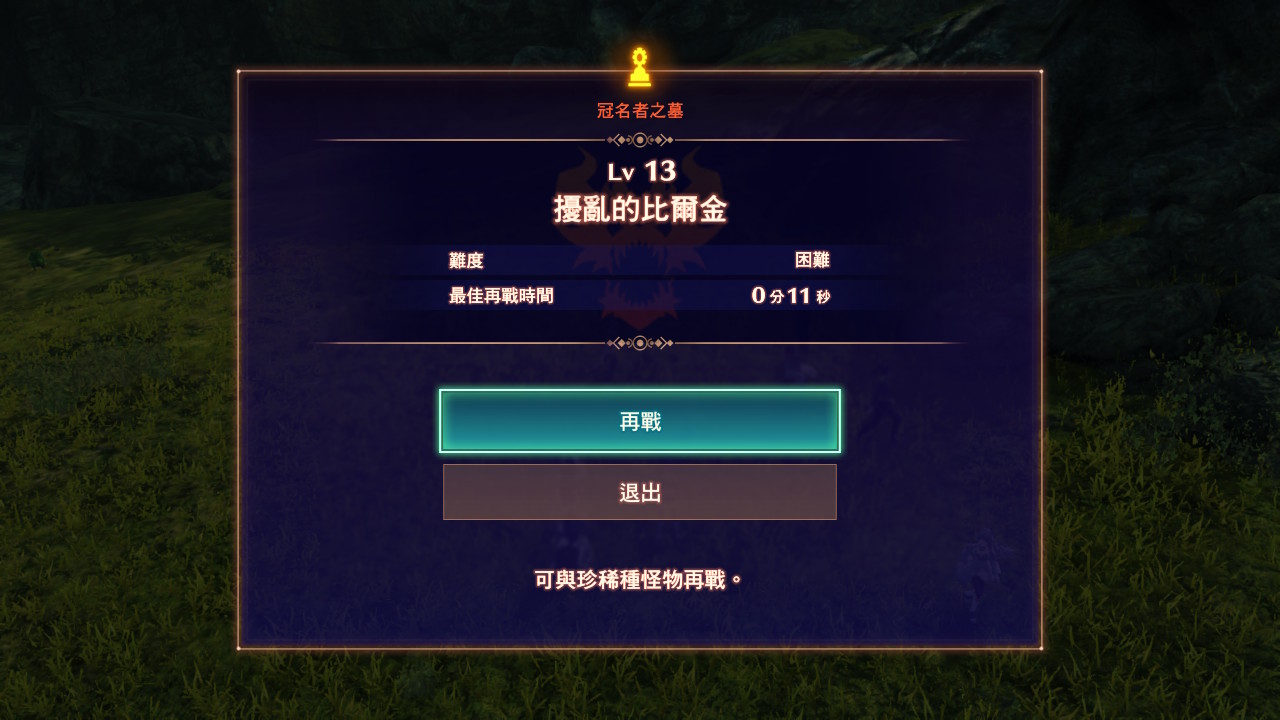 冠名者之墓
Lv 13
擾亂的比爾金
難度 困難
最佳再戰時間 0分11秒
再戰
退出
可與珍稀種怪物再戰。